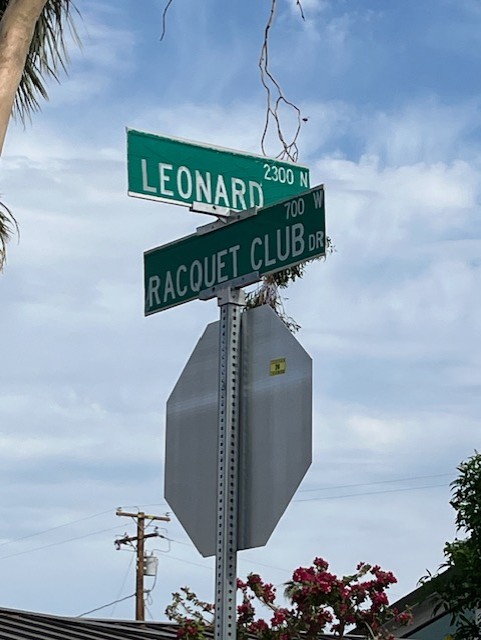 2300 N
LEONARD
700 W
RACQUET CLUB DR